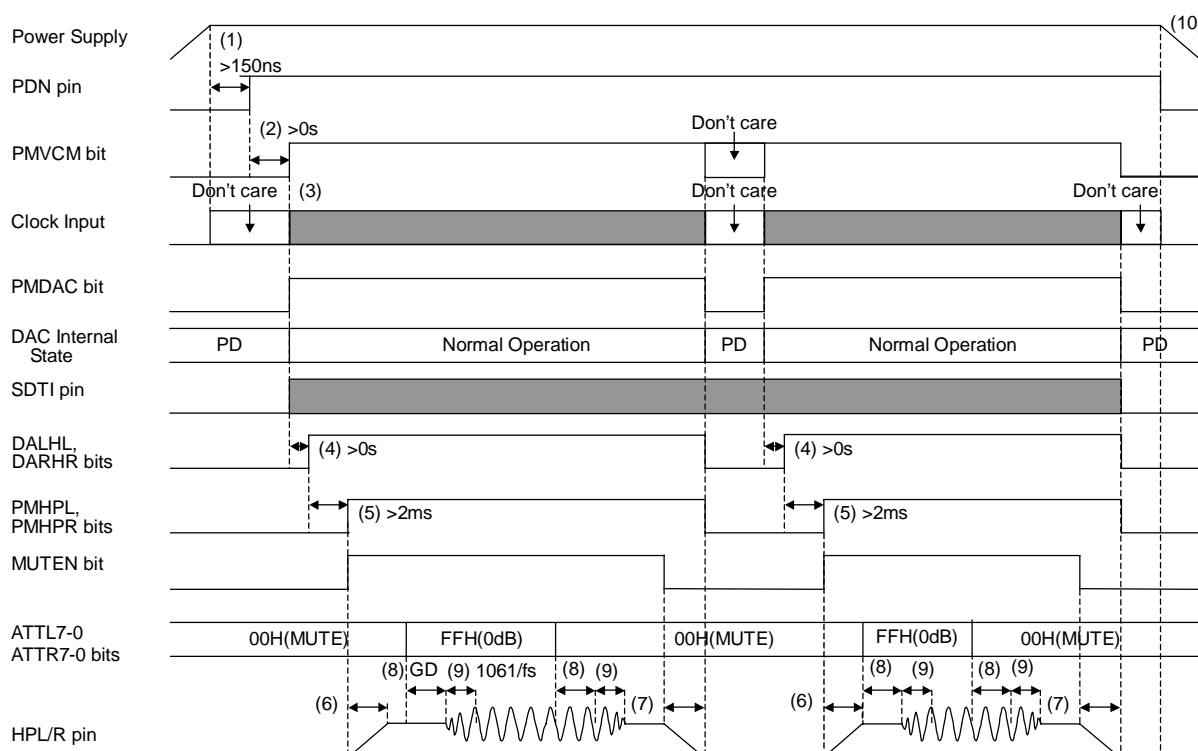 Power Supply
(1)
(10
>150ns
PDN pin
(2) >0s
Don't care
PMVCM bit
Don't care
(3)
Don't care
Don't care
Clock Input
PMDAC bit
DAC Internal
State
PD
Normal Operation
PD
Normal Operation
PD
SDTI pin
DALHL,
DARHR bits
(4) >0s
(4) >0s
PMHPL,
PMHPR bits
(5) >2ms
(5) >2ms
MUTEN bit
ATTL7-0
ATTR7-0 bits
00H(MUTE)
FFH(0dB)
00H(MUTE)
FFH(0dB)
00H(MUTE)
(8) GD
(9) 1061/fs
(8)
(9)
(8)
(9)
(8)
(9)
(6)
(7)
(6)
(7)
HPL/R pin